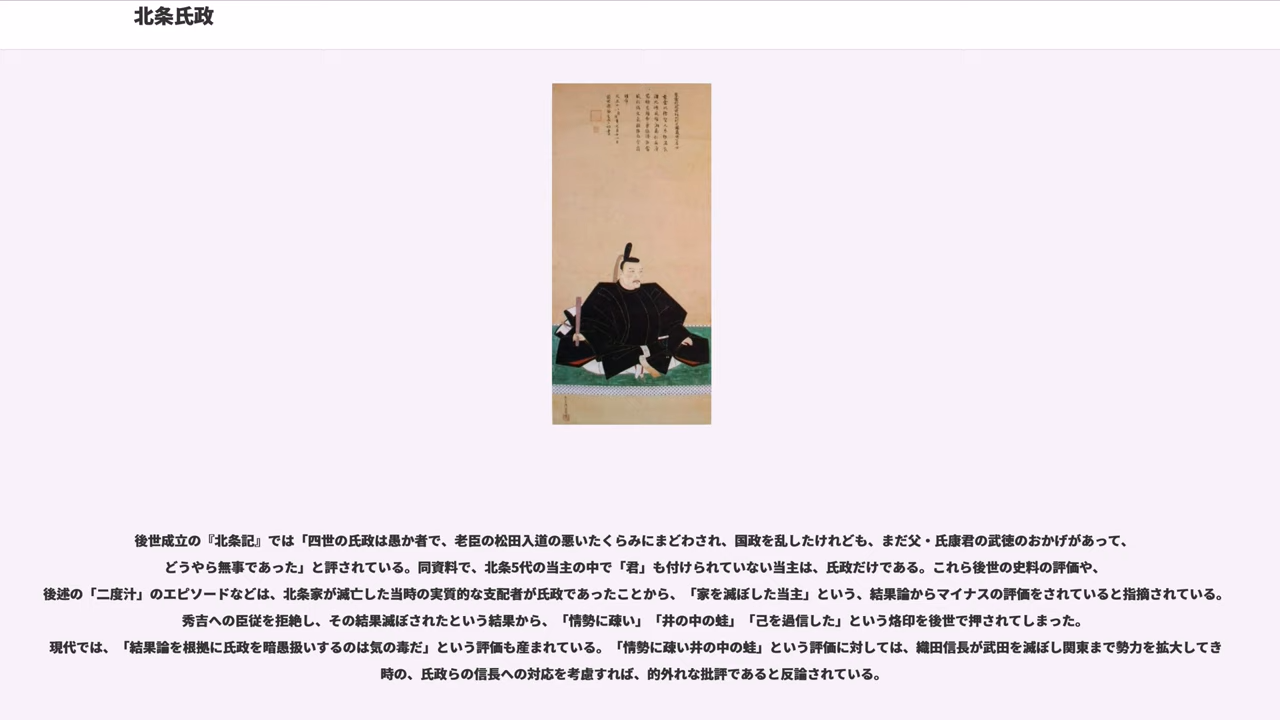 北条氏政
後世成立の『北条記』では「四世の氏政は愚か者で、老臣の松田入道の悪いたくらみにまどわされ、国政を乱したけれども、まだ父・氏康君の武徳のおかげがあって、
どうやら無事であった」と評されている。同資料で、北条5代の当主の中で「君」も付けられていない当主は、氏政だけである。これら後世の史料の評価や、
後述の「二度汁」のエピソードなどは、北条家が滅亡した当時の実質的な支配者が氏政であったことから、「家を滅ぼした当主」という、結果論からマイナスの評価をされていると指摘されている。
秀吉への臣従を拒絶し、その結果滅ぼされたという結果から、「情勢に疎い」「井の中の蛙」「己を過信した」という烙印を後世で押されてしまった。
現代では、「結果論を根拠に氏政を暗愚扱いするのは気の毒だ」という評価も産まれている。「情勢に疎い井の中の蛙」という評価に対しては、織田信長が武田を滅ぼし関東まで勢力を拡大してき
時の、氏政らの信長への対応を考慮すれば、的外れな批評であると反論されている。